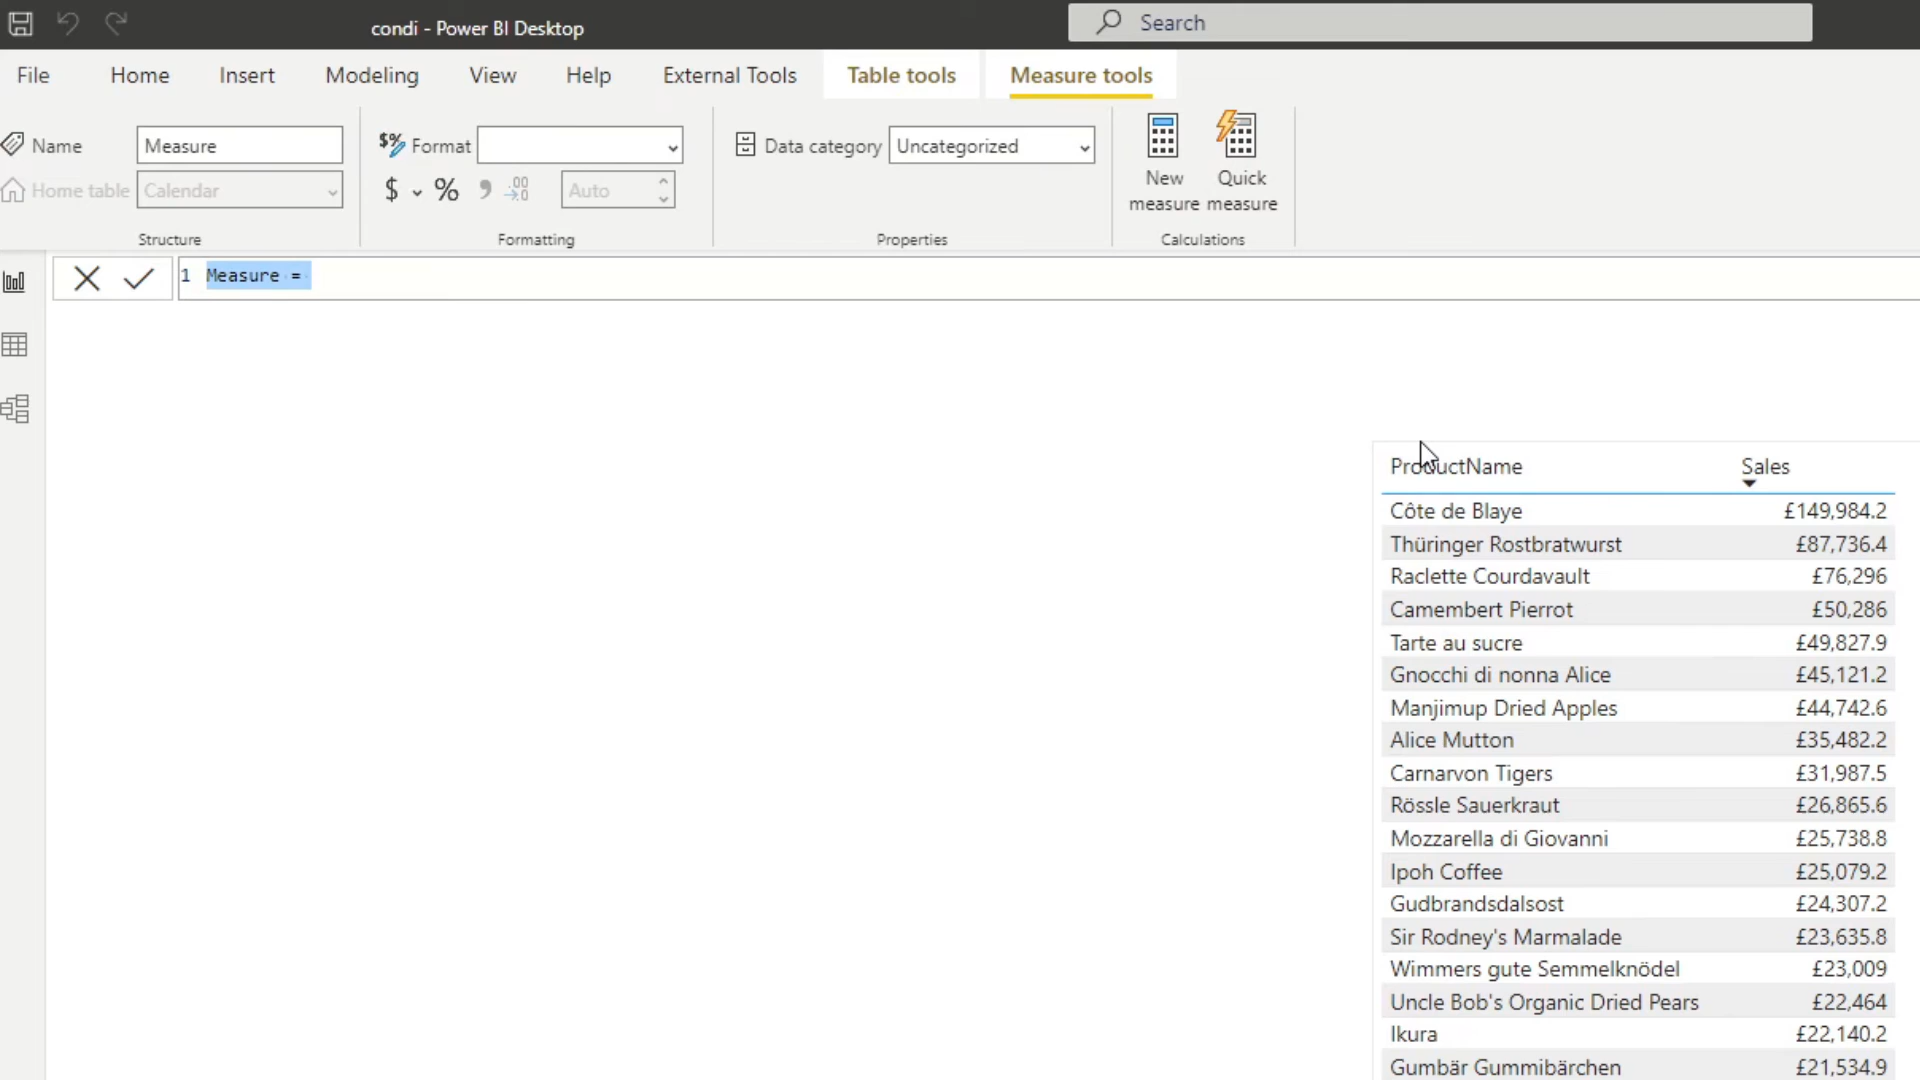 condi - Power BI Desktop
Search
File Home Insert Modeling View Help External Tools Table tools Measure tools
Name Measure
Home table Calendar
Structure
$% Format
$ % , .00 →.0 Auto
Formatting
Data category Uncategorized
Properties
New measure
Quick measure
Calculations
1 Measure =
ProductName Sales
Côte de Blaye £149,984.2
Thüringer Rostbratwurst £87,736.4
Raclette Courdavault £76,296
Camembert Pierrot £50,286
Tarte au sucre £49,827.9
Gnocchi di nonna Alice £45,121.2
Manjimup Dried Apples £44,742.6
Alice Mutton £35,482.2
Carnarvon Tigers £31,987.5
Rössle Sauerkraut £26,865.6
Mozzarella di Giovanni £25,738.8
Ipoh Coffee £25,079.2
Gudbrandsdalsost £24,307.2
Sir Rodney's Marmalade £23,635.8
Wimmers gute Semmelknödel £23,009
Uncle Bob's Organic Dried Pears £22,464
Ikura £22,140.2
Gumbär Gummibärchen £21,534.9